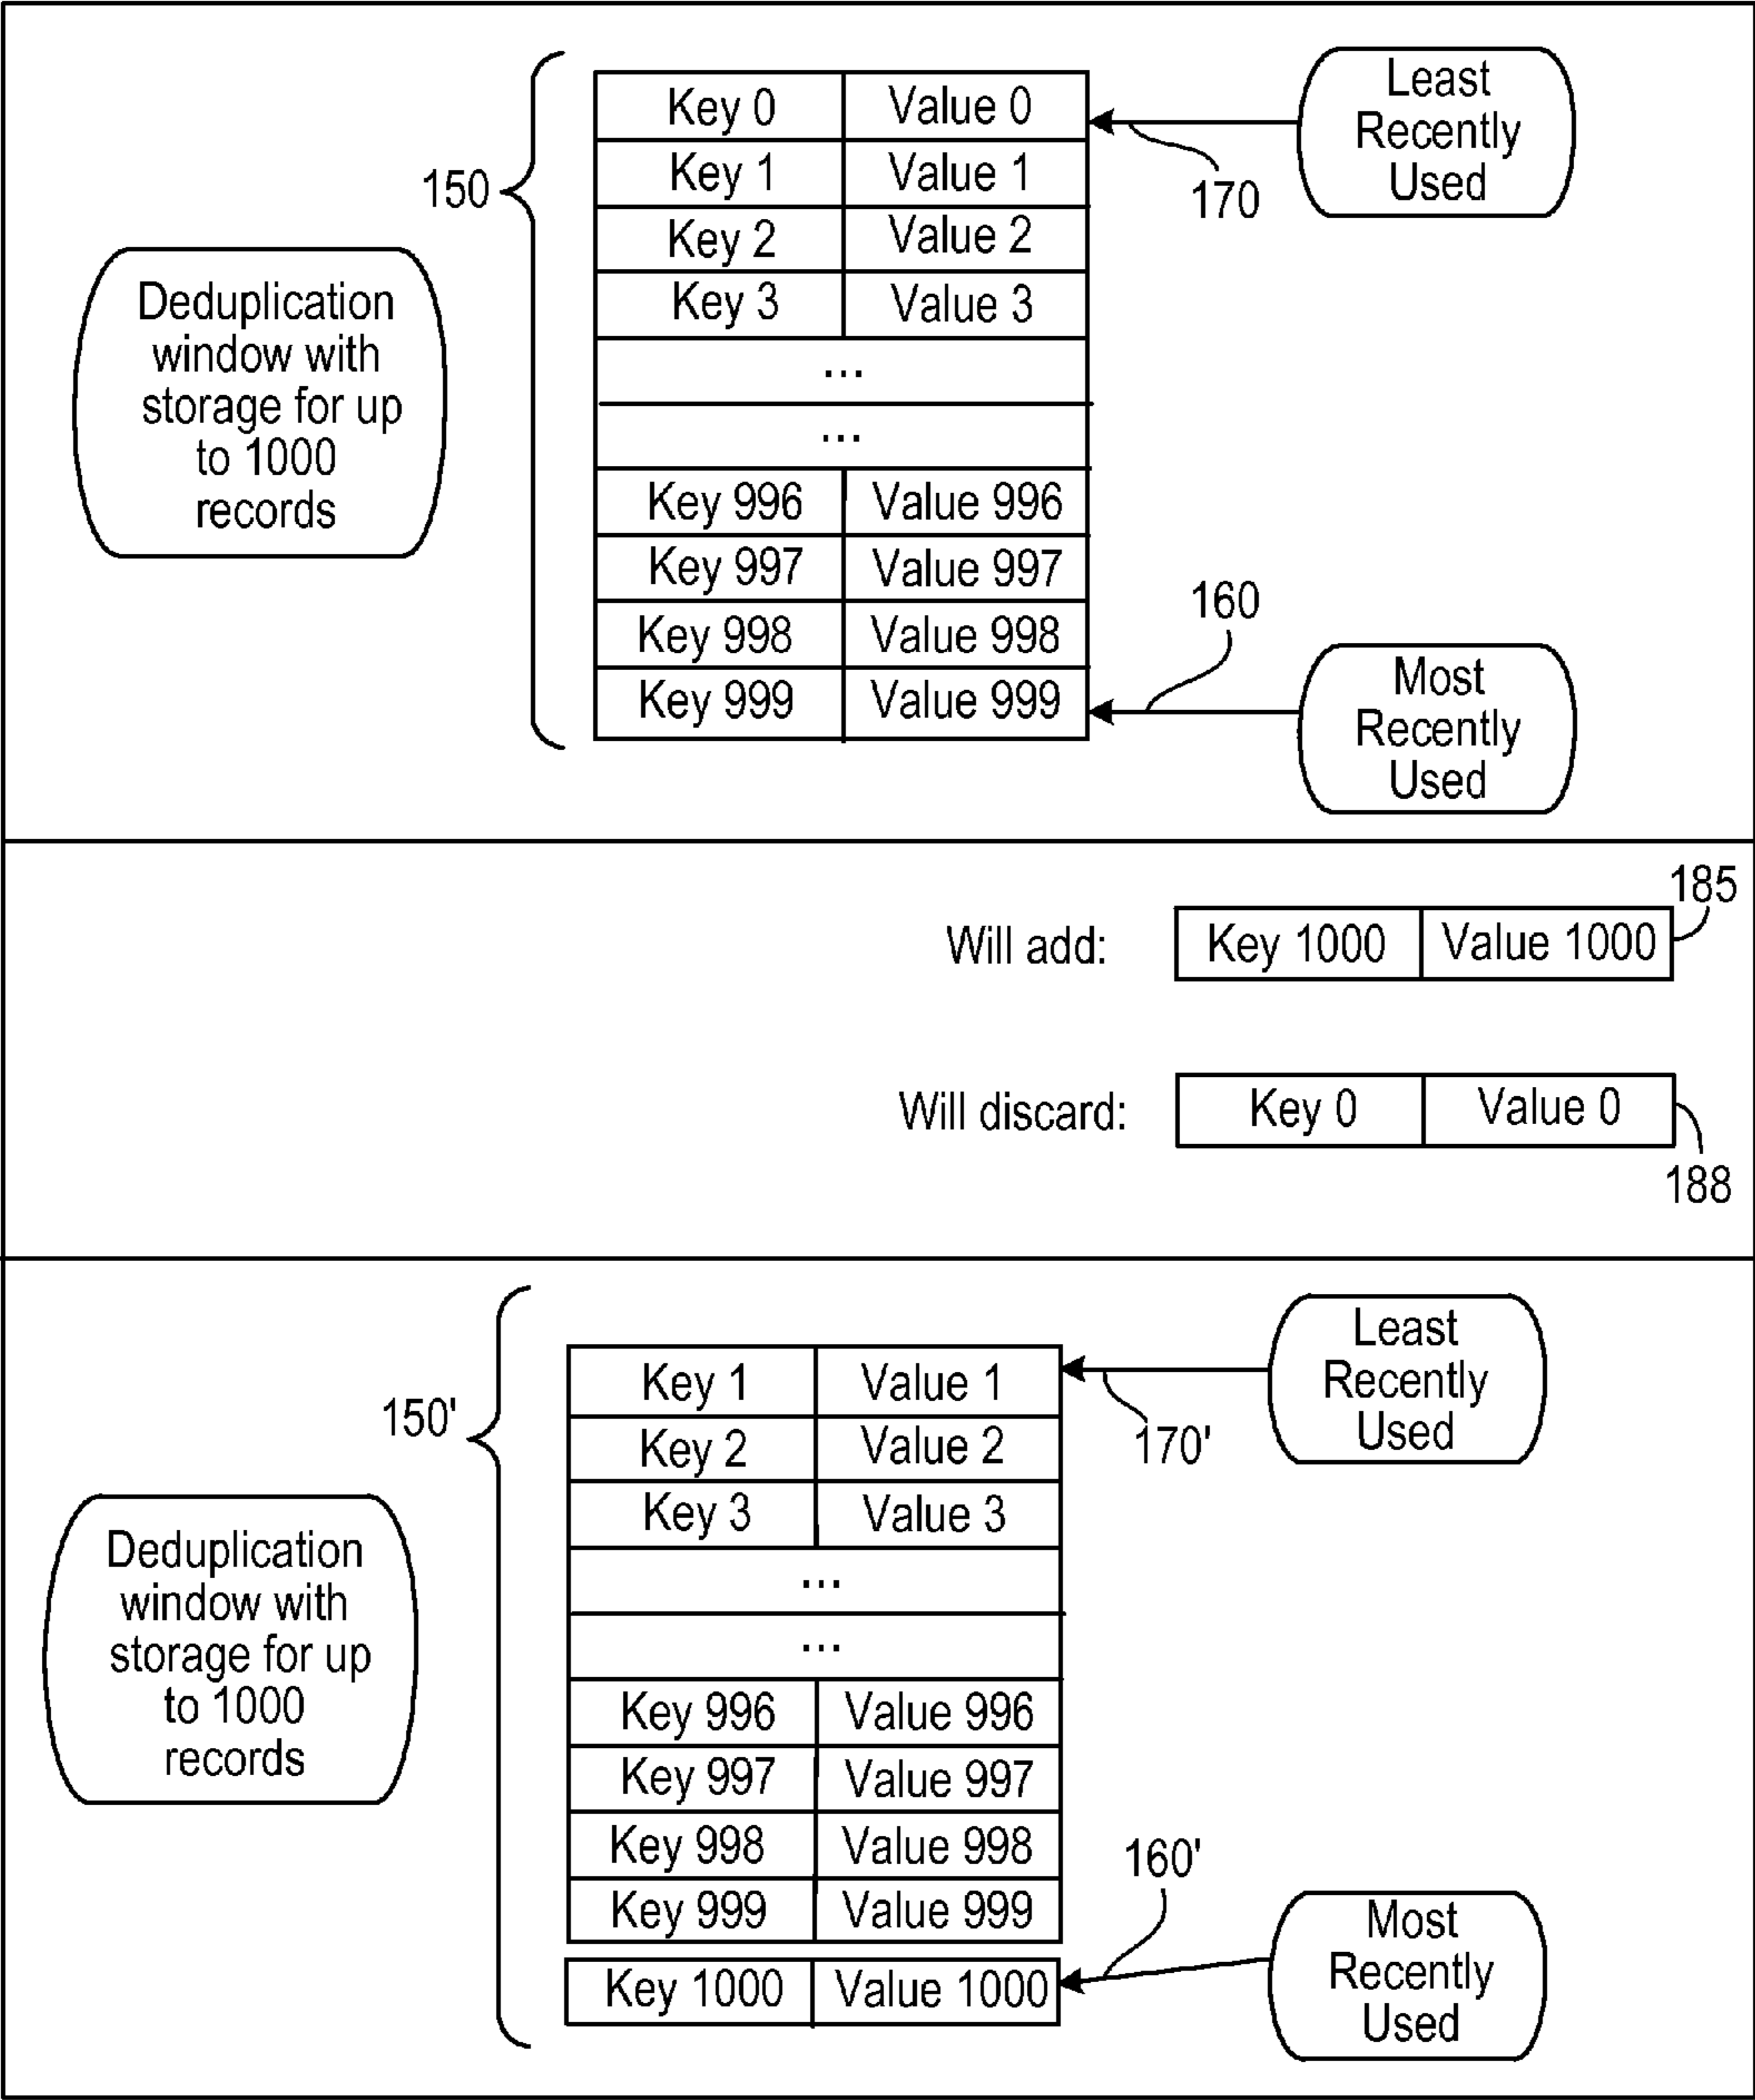 Key 0 Value 0
Key 1 Value 1
Key 2 Value 2
Key 3 Value 3
...
...
Key 996 Value 996
Key 997 Value 997
Key 998 Value 998
Key 999 Value 999
150
Deduplication
window with
storage for up
to 1000
records
Least
Recently
Used
170
160
Most
Recently
Used
Will add: Key 1000 Value 1000
185
Will discard: Key 0 Value 0
188
Key 1 Value 1
Key 2 Value 2
Key 3 Value 3
...
...
Key 996 Value 996
Key 997 Value 997
Key 998 Value 998
Key 999 Value 999
Key 1000 Value 1000
150'
Deduplication
window with
storage for up
to 1000
records
Least
Recently
Used
170'
160'
Most
Recently
Used